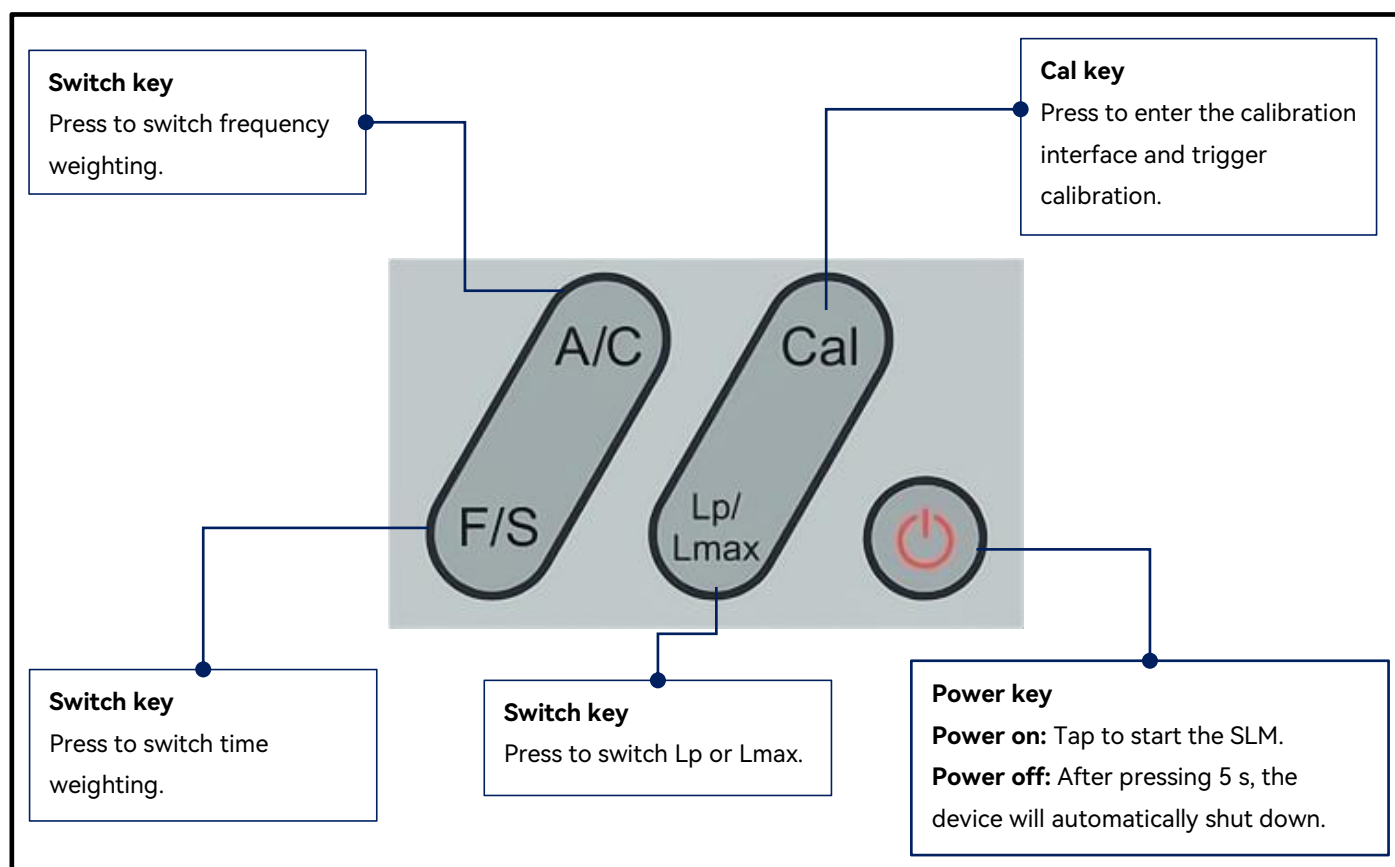 Switch key
Press to switch frequency
weighting.
Cal key
Press to enter the calibration
interface and trigger
calibration.
A/C
Cal
F/S
Lp/
Lmax
Switch key
Press to switch time
weighting.
Switch key
Press to switch Lp or Lmax.
Power key
Power on: Tap to start the SLM.
Power off: After pressing 5 s, the
device will automatically shut down.